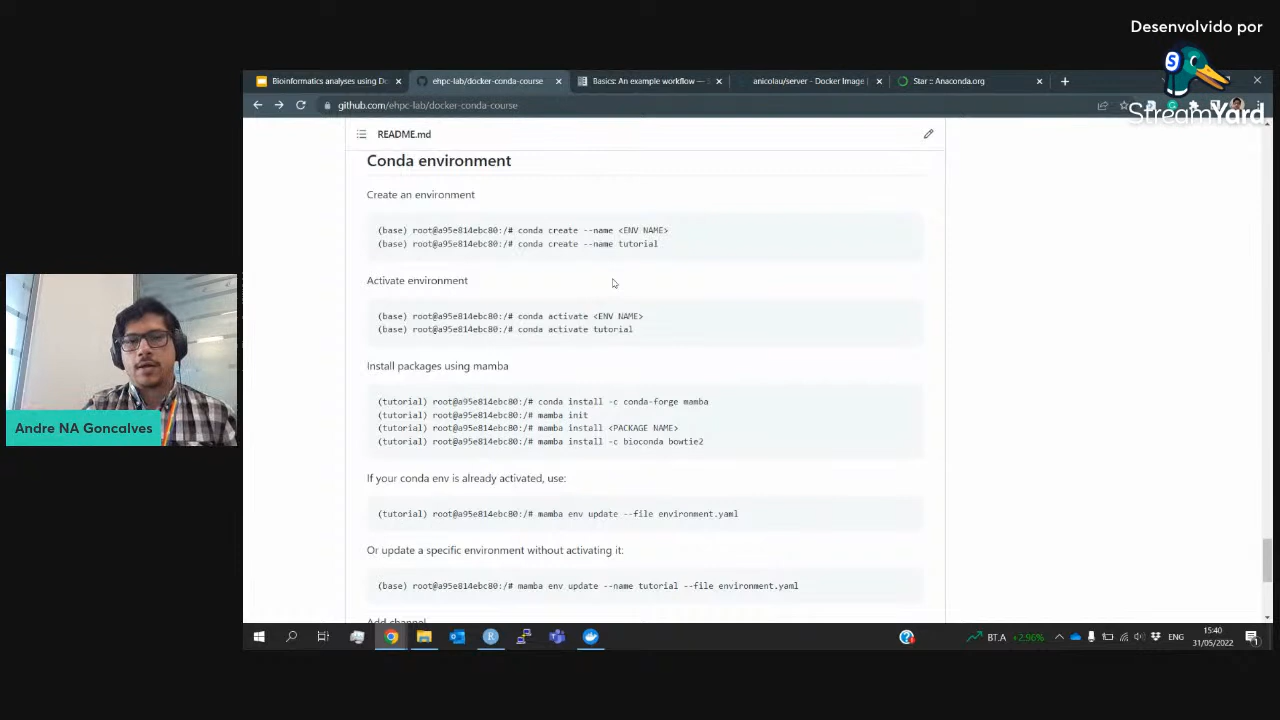 Desenvolvido por
S
StreamYard
Bioinformatics analyses using Do
ehpc-lab/docker-conda-course
Basics: An example workflow —
anicolau/server - Docker Image |
Star :: Anaconda.org
github.com/ehpc-lab/docker-conda-course
README.md
Conda environment
Create an environment
(base) root@a95e814ebc80:/# conda create --name <ENV NAME>
(base) root@a95e814ebc80:/# conda create --name tutorial
Activate environment
(base) root@a95e814ebc80:/# conda activate <ENV NAME>
(base) root@a95e814ebc80:/# conda activate tutorial
Install packages using mamba
(tutorial) root@a95e814ebc80:/# conda install -c conda-forge mamba
(tutorial) root@a95e814ebc80:/# mamba init
(tutorial) root@a95e814ebc80:/# mamba install <PACKAGE NAME>
(tutorial) root@a95e814ebc80:/# mamba install -c bioconda bowtie2
If your conda env is already activated, use:
(tutorial) root@a95e814ebc80:/# mamba env update --file environment.yaml
Or update a specific environment without activating it:
(base) root@a95e814ebc80:/# mamba env update --name tutorial --file environment.yaml
Add channel
Andre NA Goncalves
BT.A +2,96%
ENG
15:40
31/05/2022